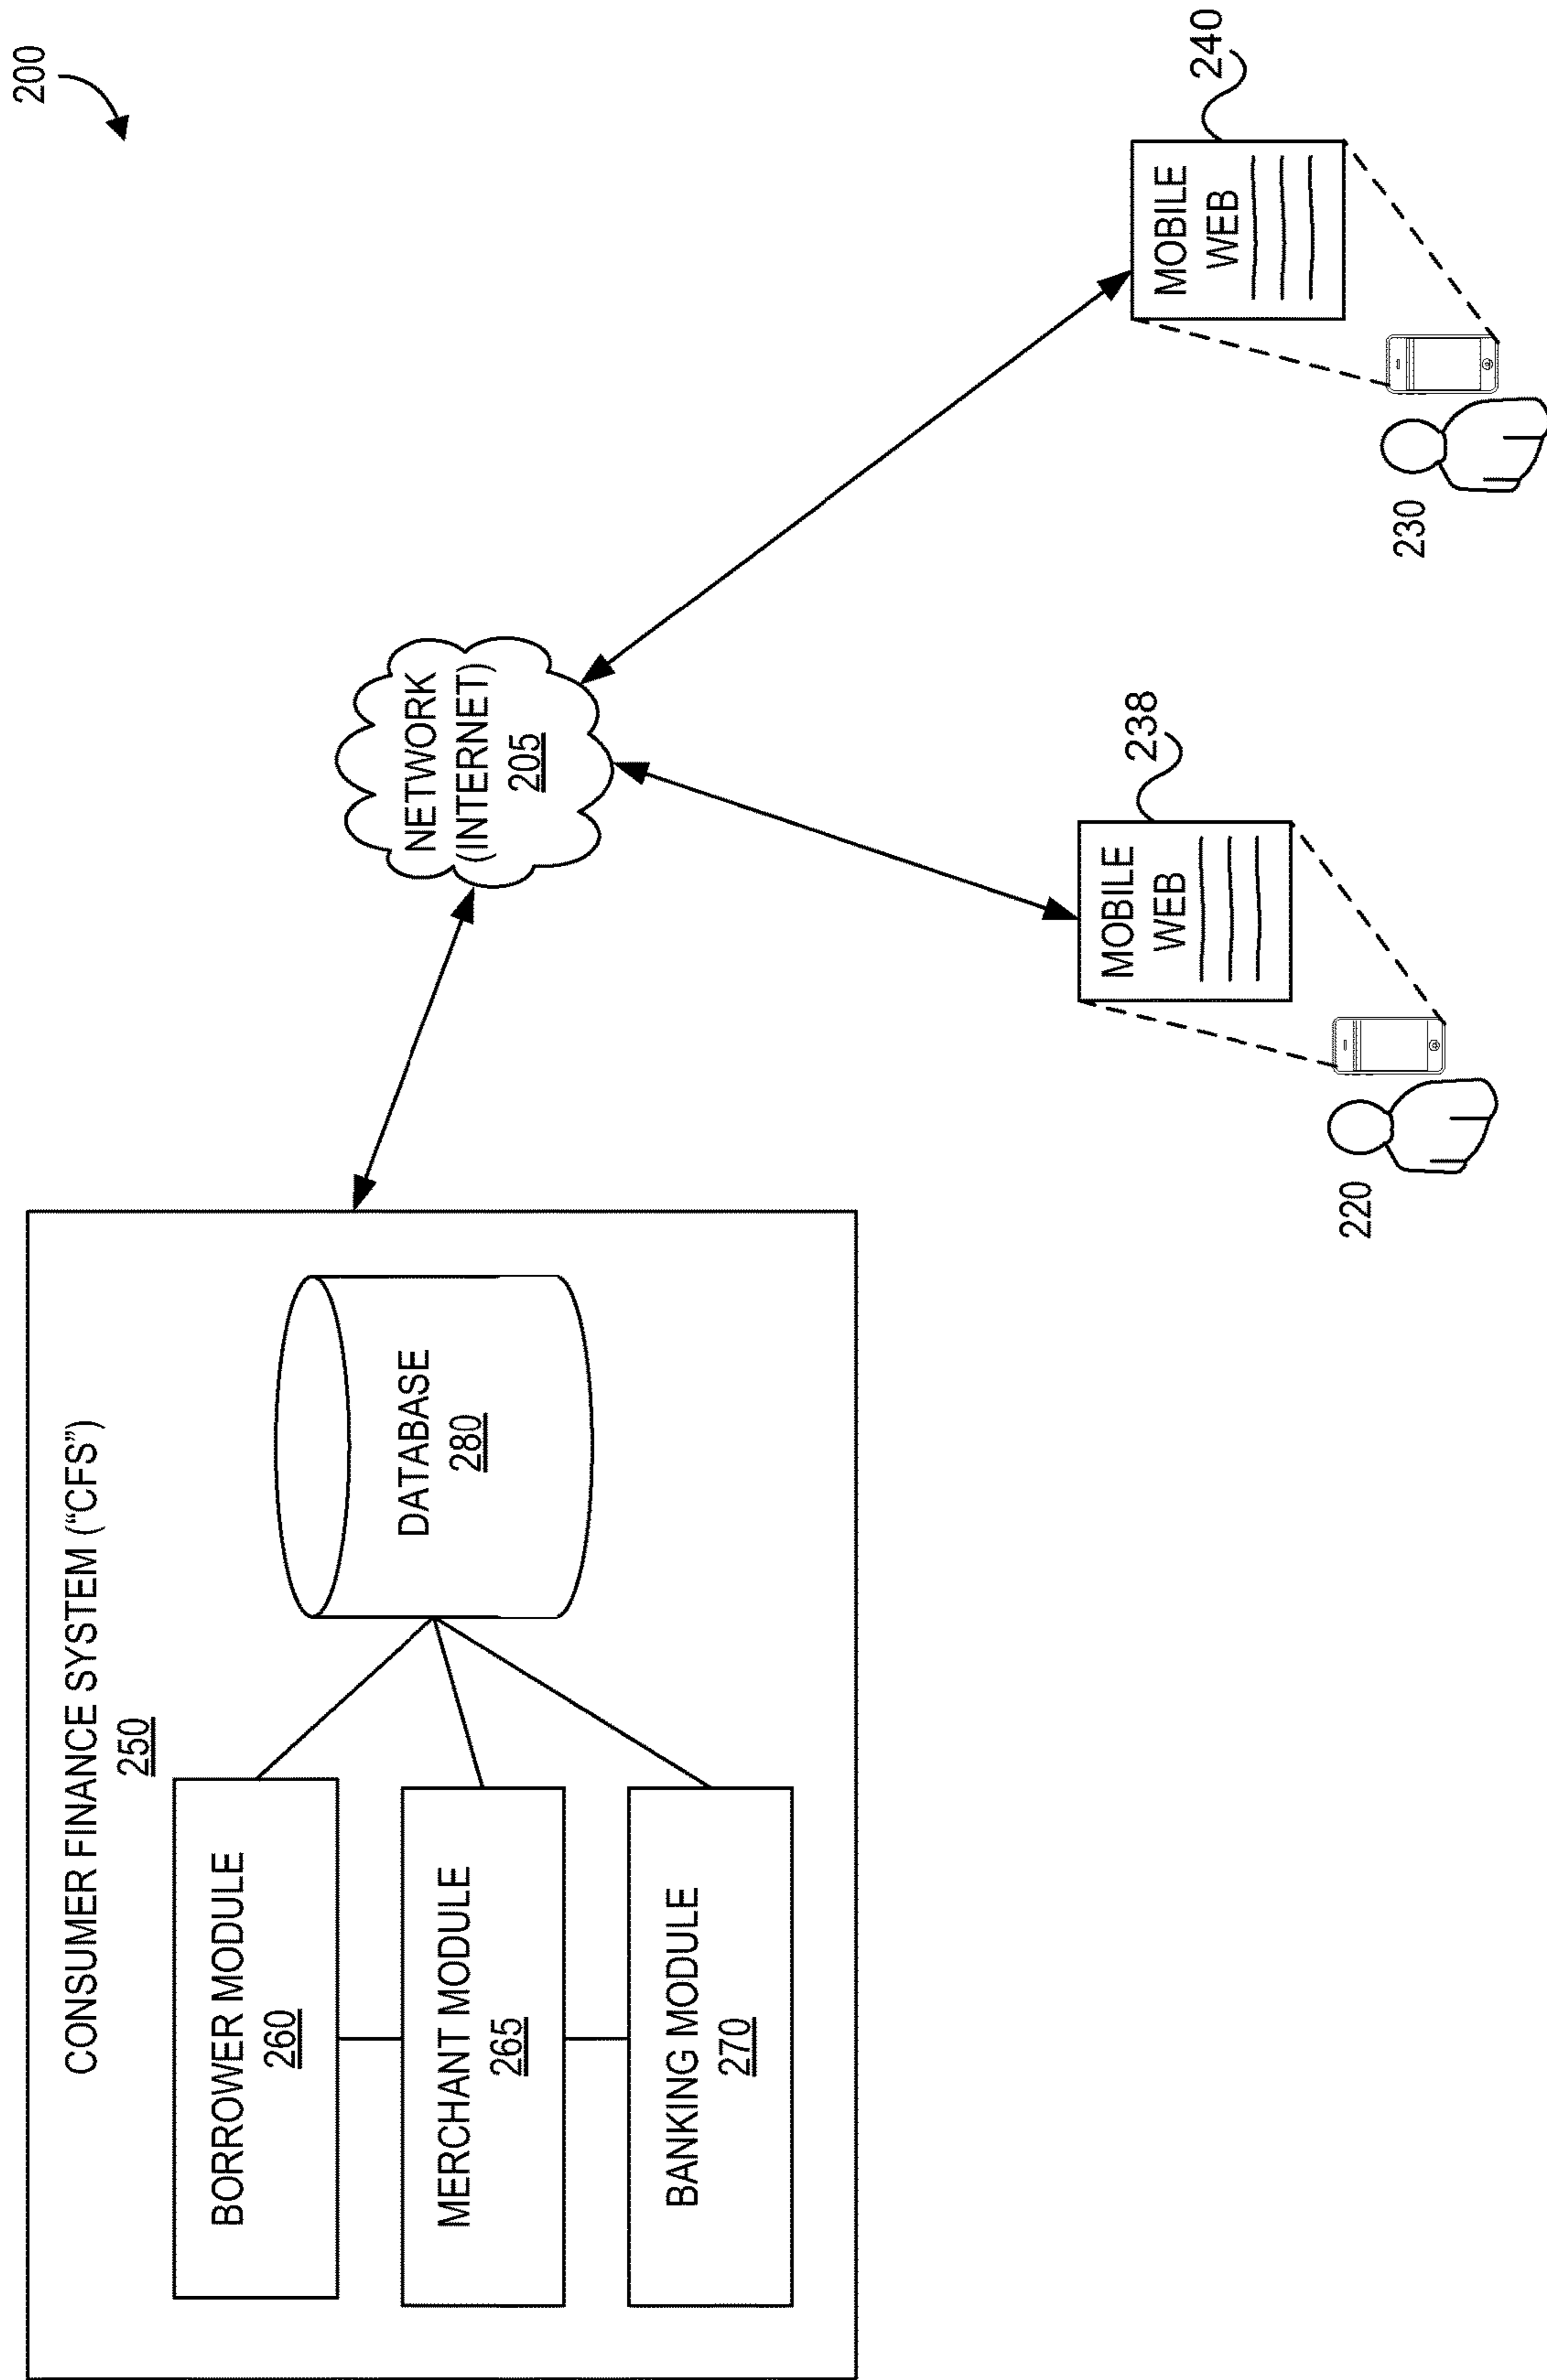 200
CONSUMER FINANCE SYSTEM (“CFS”)
250
BORROWER MODULE
260
MERCHANT MODULE
265
BANKING MODULE
270
DATABASE
280
NETWORK
(INTERNET)
205
MOBILE
WEB
238
220
MOBILE
WEB
240
230